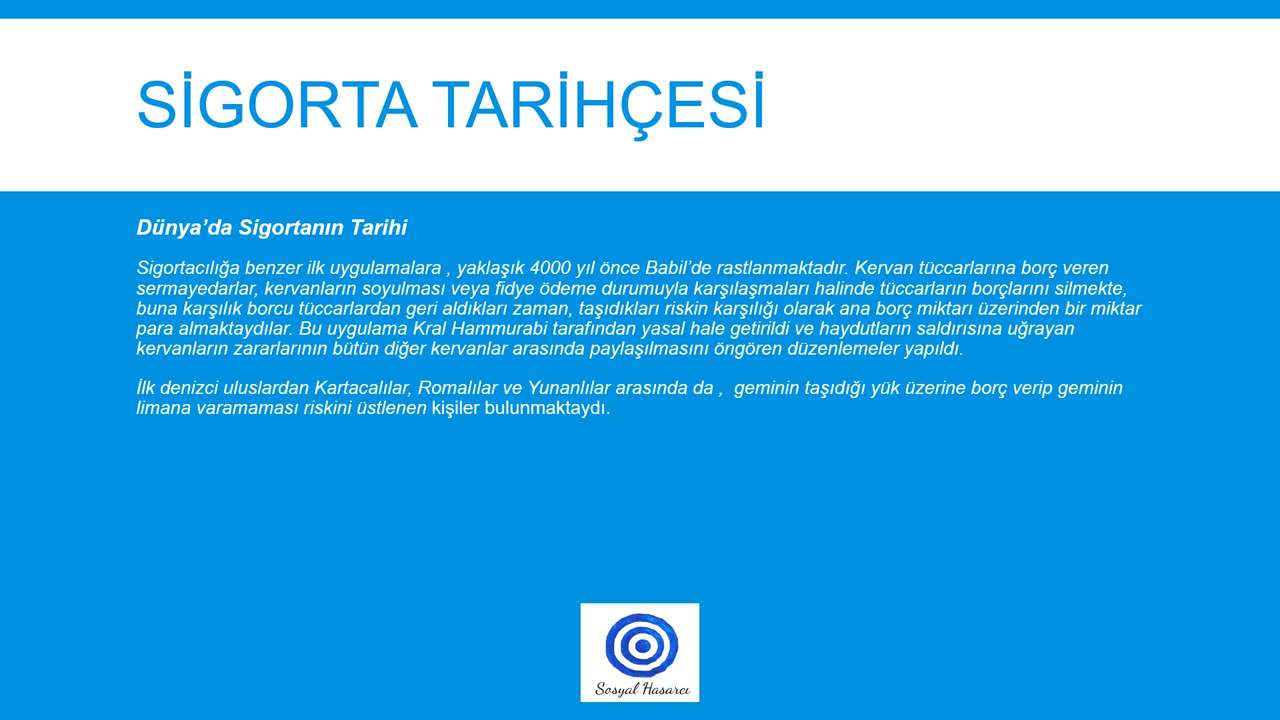 SİGORTA TARİHÇESİ
Dünya’da Sigortanın Tarihi
Sigortacılığa benzer ilk uygulamalara , yaklaşık 4000 yıl önce Babil’de rastlanmaktadır. Kervan tüccarlarına borç veren
sermayedarlar, kervanların soyulması veya fidye ödeme durumuyla karşılaşmaları halinde tüccarların borçlarını silmekte,
buna karşılık borcu tüccarlardan geri aldıkları zaman, taşıdıkları riskin karşılığı olarak ana borç miktarı üzerinden bir miktar
para almaktaydılar. Bu uygulama Kral Hammurabi tarafından yasal hale getirildi ve haydutların saldırısına uğrayan
kervanların zararlarının bütün diğer kervanlar arasında paylaşılmasını öngören düzenlemeler yapıldı.
İlk denizci uluslardan Kartacalılar, Romalılar ve Yunanlılar arasında da ,  geminin taşıdığı yük üzerine borç verip geminin
limana varamaması riskini üstlenen kişiler bulunmaktaydı.
Sosyal Hasarcı